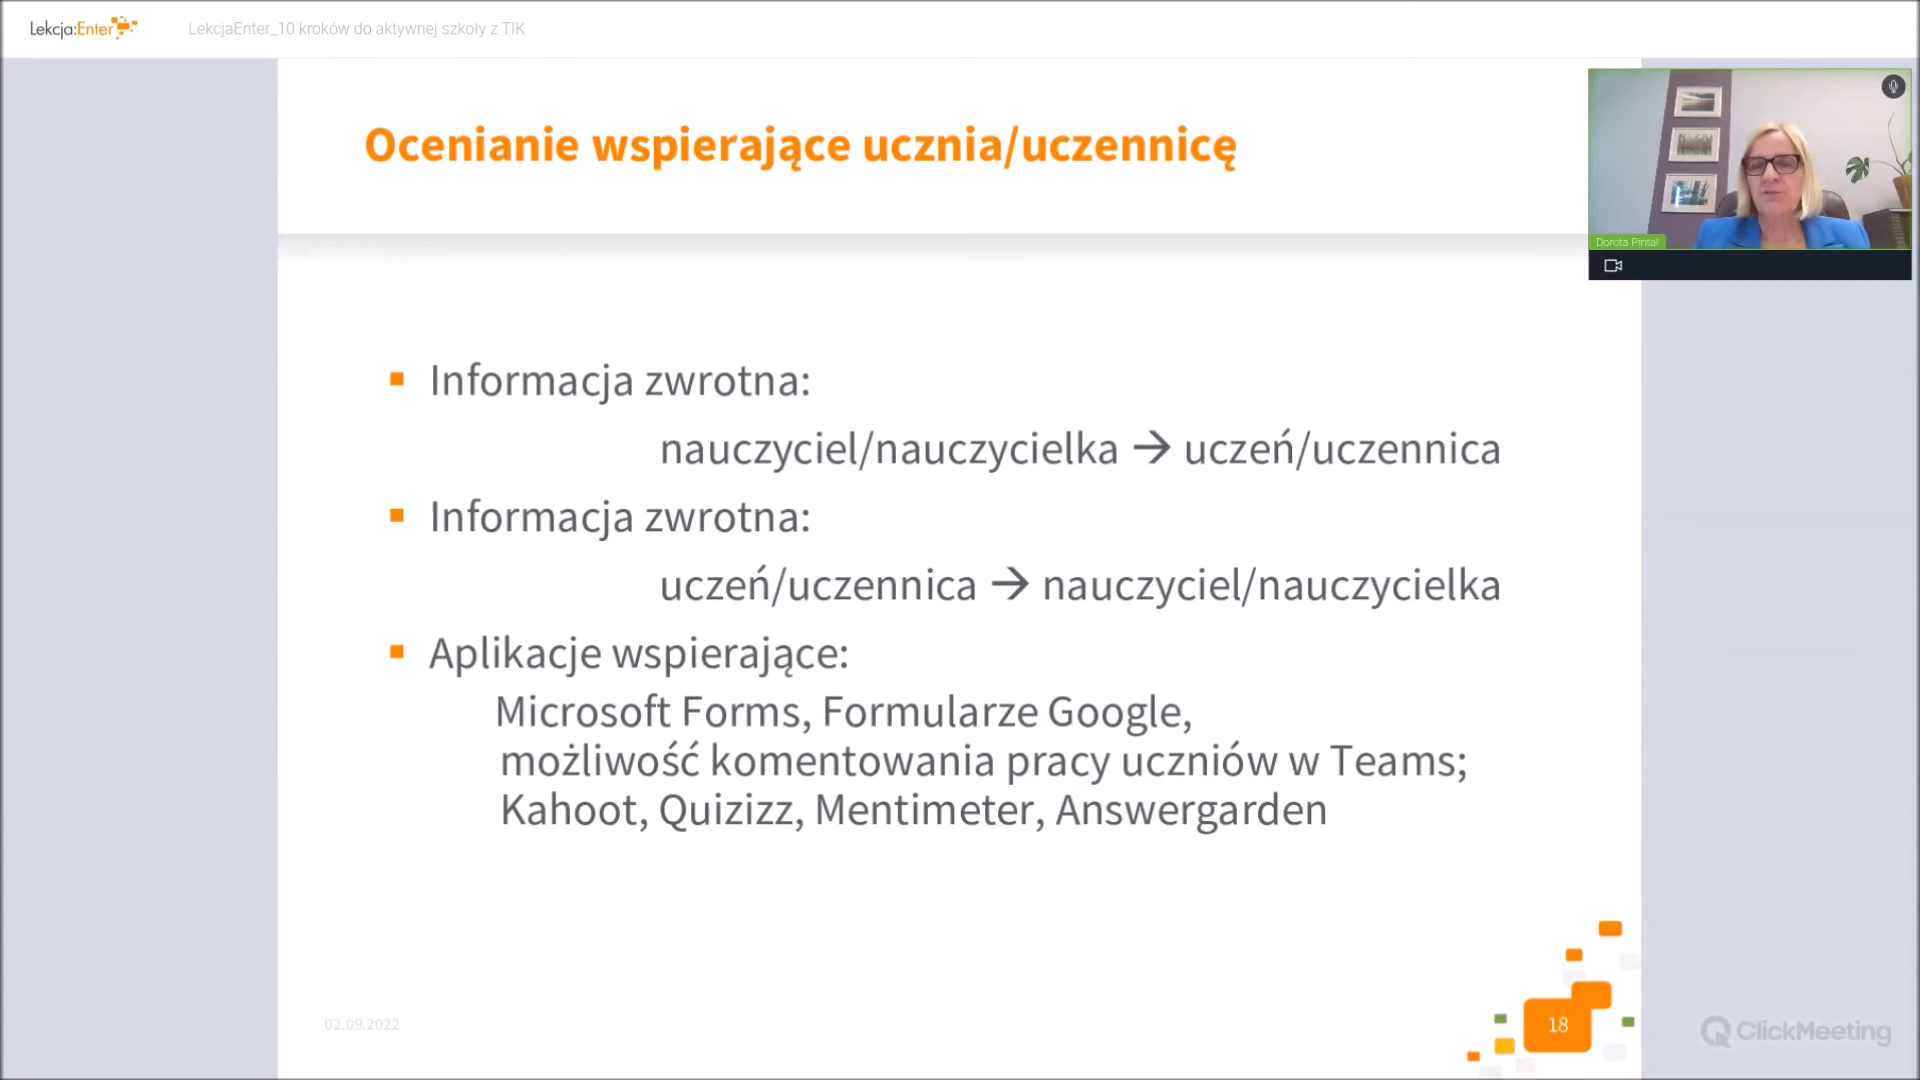 Lekcja:Enter
LekcjaEnter_10 kroków do aktywnej szkoły z TIK
Ocenianie wspierające ucznia/uczennicę
Dorota Pintal
▪ Informacja zwrotna:
nauczyciel/nauczycielka → uczeń/uczennica
▪ Informacja zwrotna:
uczeń/uczennica → nauczyciel/nauczycielka
▪ Aplikacje wspierające:
Microsoft Forms, Formularze Google,
możliwość komentowania pracy uczniów w Teams;
Kahoot, Quizizz, Mentimeter, Answergarden
02.09.2022
18
ClickMeeting